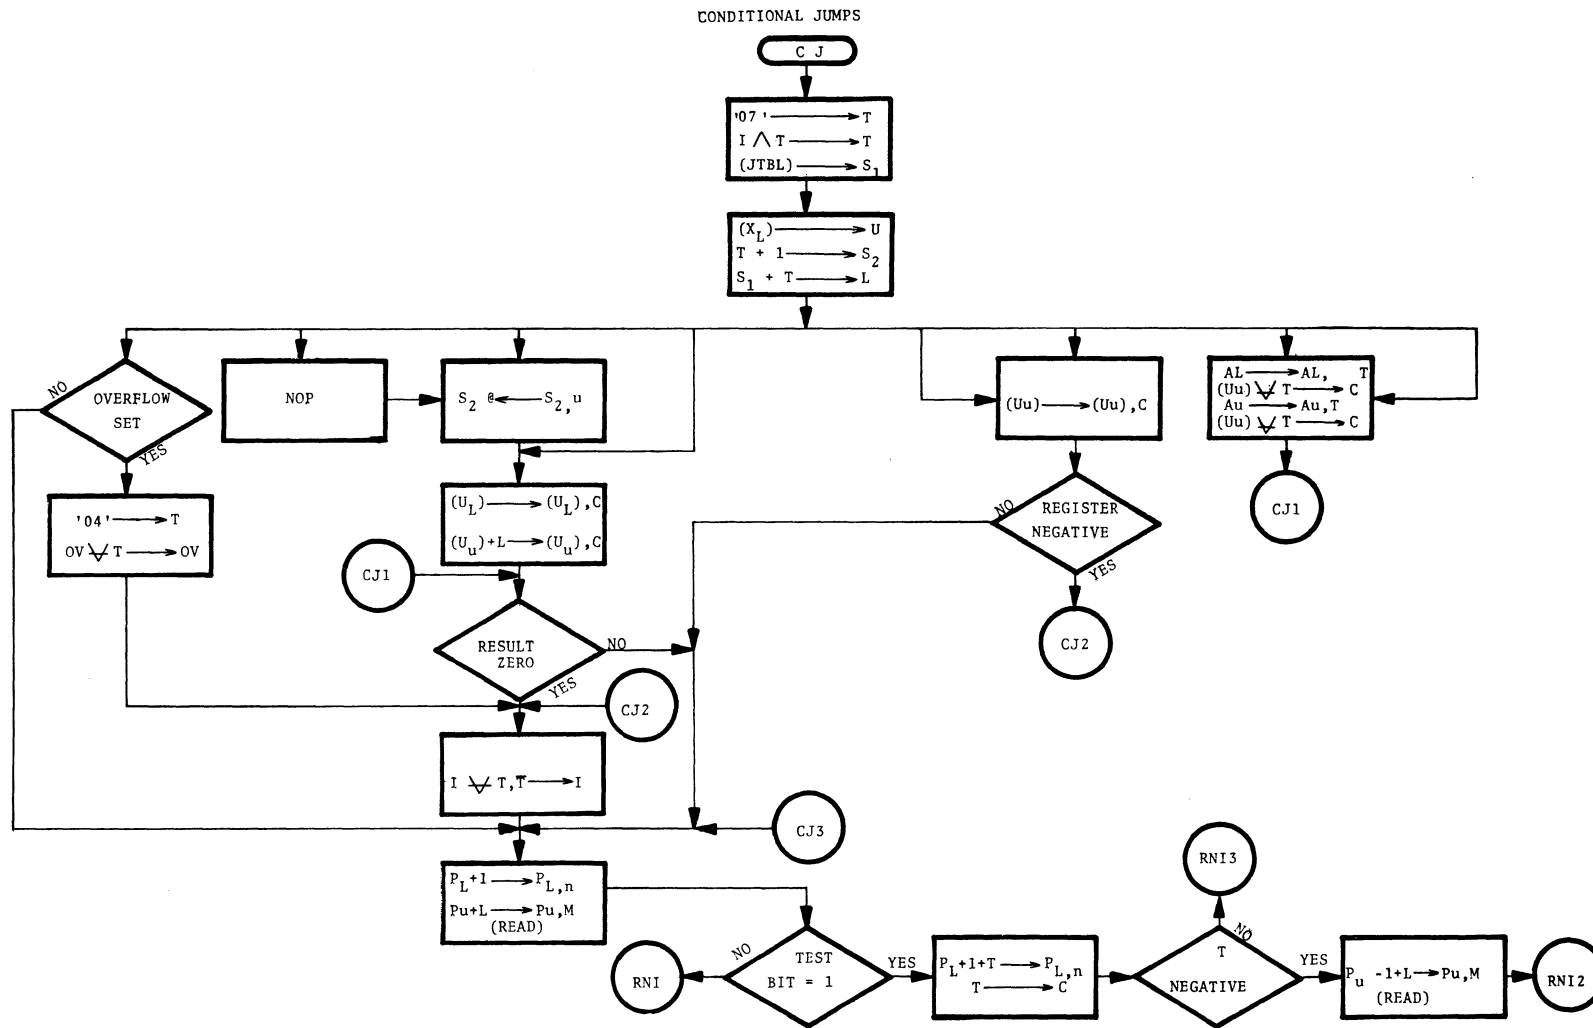 CONDITIONAL JUMPS
C J
'07' ⟶ T
I ⋀ T ⟶ T
(JTBL) ⟶ S1
(XL) ⟶ U
T + 1 ⟶ S2
S1 + T ⟶ L
NO
OVERFLOW
SET
YES
NOP
S2 @ ⟵ S2,u
(Uu) ⟶ (Uu),C
AL ⟶ AL, T
(Uu) ⊻ T ⟶ C
Au ⟶ Au,T
(Uu) ⊻ T ⟶ C
'04' ⟶ T
OV ⊻ T ⟶ OV
(UL) ⟶ (UL),C
(Uu)+L ⟶ (Uu),C
NO
REGISTER
NEGATIVE
YES
CJ1
CJ1
RESULT
ZERO
NO
YES
CJ2
CJ2
I ⊻ T,T̅ ⟶ I
CJ3
PL+1 ⟶ PL,n
Pu+L ⟶ Pu,M
(READ)
RNI3
RNI
NO
TEST
BIT = 1
YES
PL+1+T ⟶ PL,n
T ⟶ C
NO
T
NEGATIVE
YES
Pu -1+L ⟶ Pu,M
(READ)
RNI2